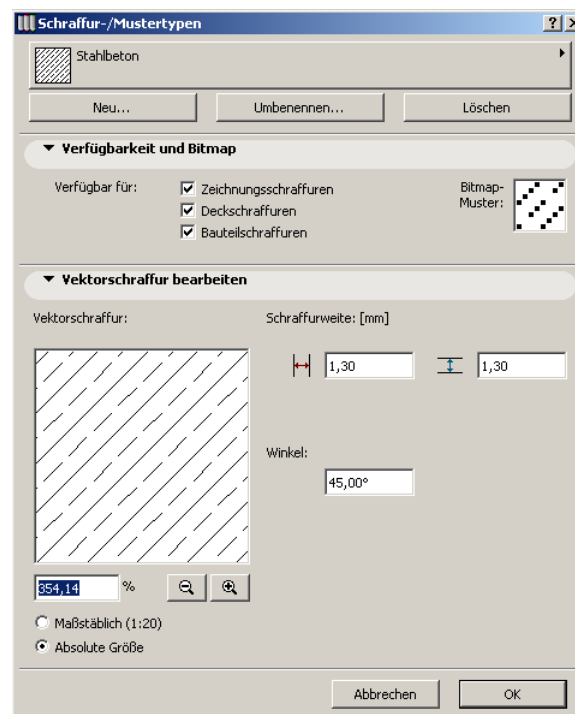 Schraffur-/Mustertypen
Stahlbeton
Neu...
Umbenennen...
Löschen
Verfügbarkeit und Bitmap
Verfügbar für:
Zeichnungsschraffuren
Deckschraffuren
Bauteilschraffuren
Bitmap-
Muster:
Vektorschraffur bearbeiten
Vektorschraffur:
Schraffurweite: [mm]
1,30
1,30
Winkel:
45,00°
354,14 %
Maßstäblich (1:20)
Absolute Größe
Abbrechen
OK